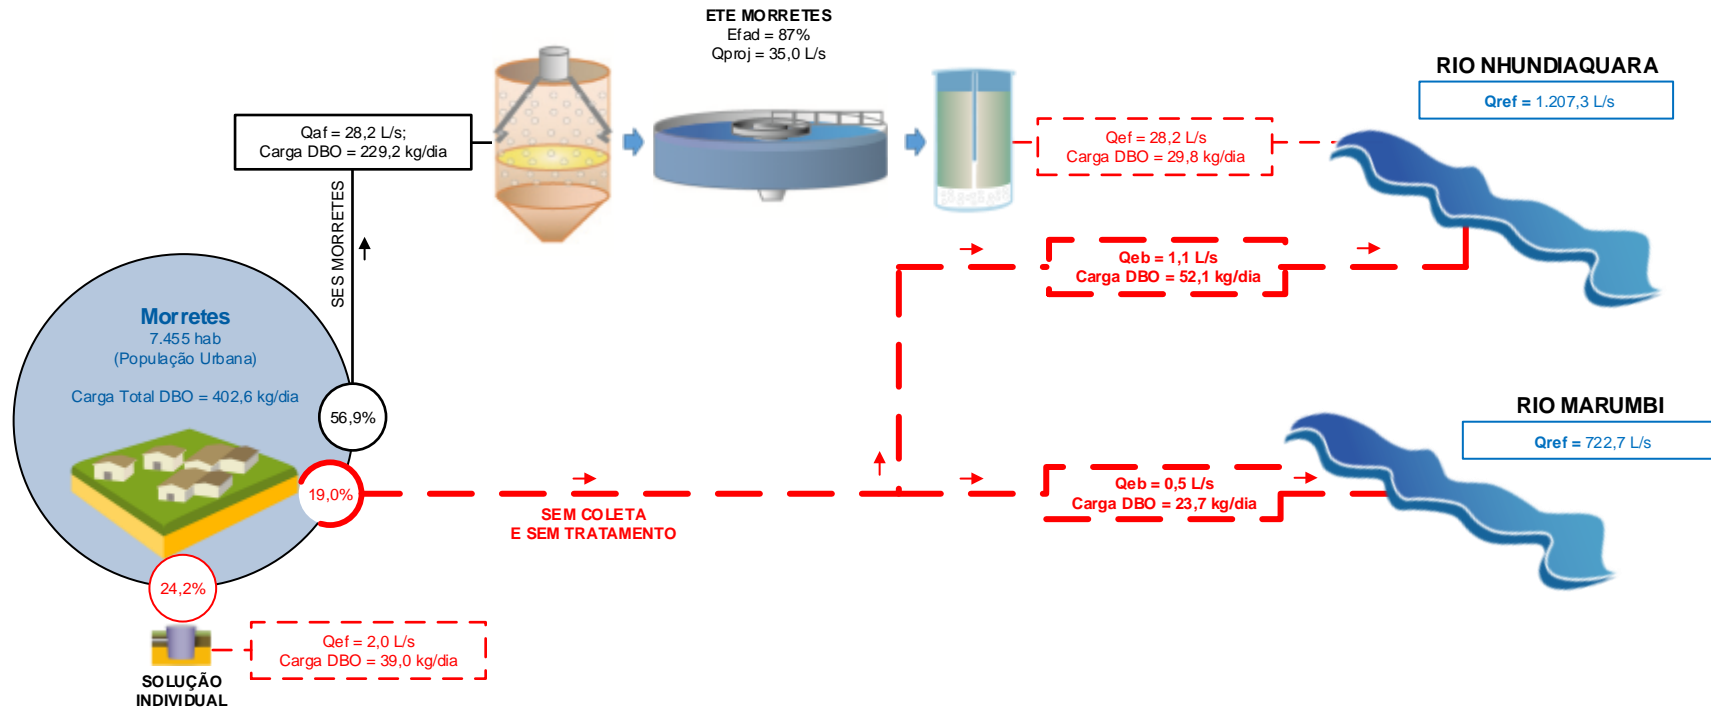 ETE MORRETES
Efad = 87%
Qproj = 35,0 L/s
RIO NHUNDIAQUARA
Qref = 1.207,3 L/s
Qaf = 28,2 L/s;
Carga DBO = 229,2 kg/dia
Qef = 28,2 L/s
Carga DBO = 29,8 kg/dia
SES MORRETES
Qeb = 1,1 L/s
Carga DBO = 52,1 kg/dia
Morretes
7.455 hab
(População Urbana)
Carga Total DBO = 402,6 kg/dia
56,9%
RIO MARUMBI
Qref = 722,7 L/s
19,0%
Qeb = 0,5 L/s
Carga DBO = 23,7 kg/dia
SEM COLETA
E SEM TRATAMENTO
24,2%
Qef = 2,0 L/s
Carga DBO = 39,0 kg/dia
SOLUÇÃO
INDIVIDUAL